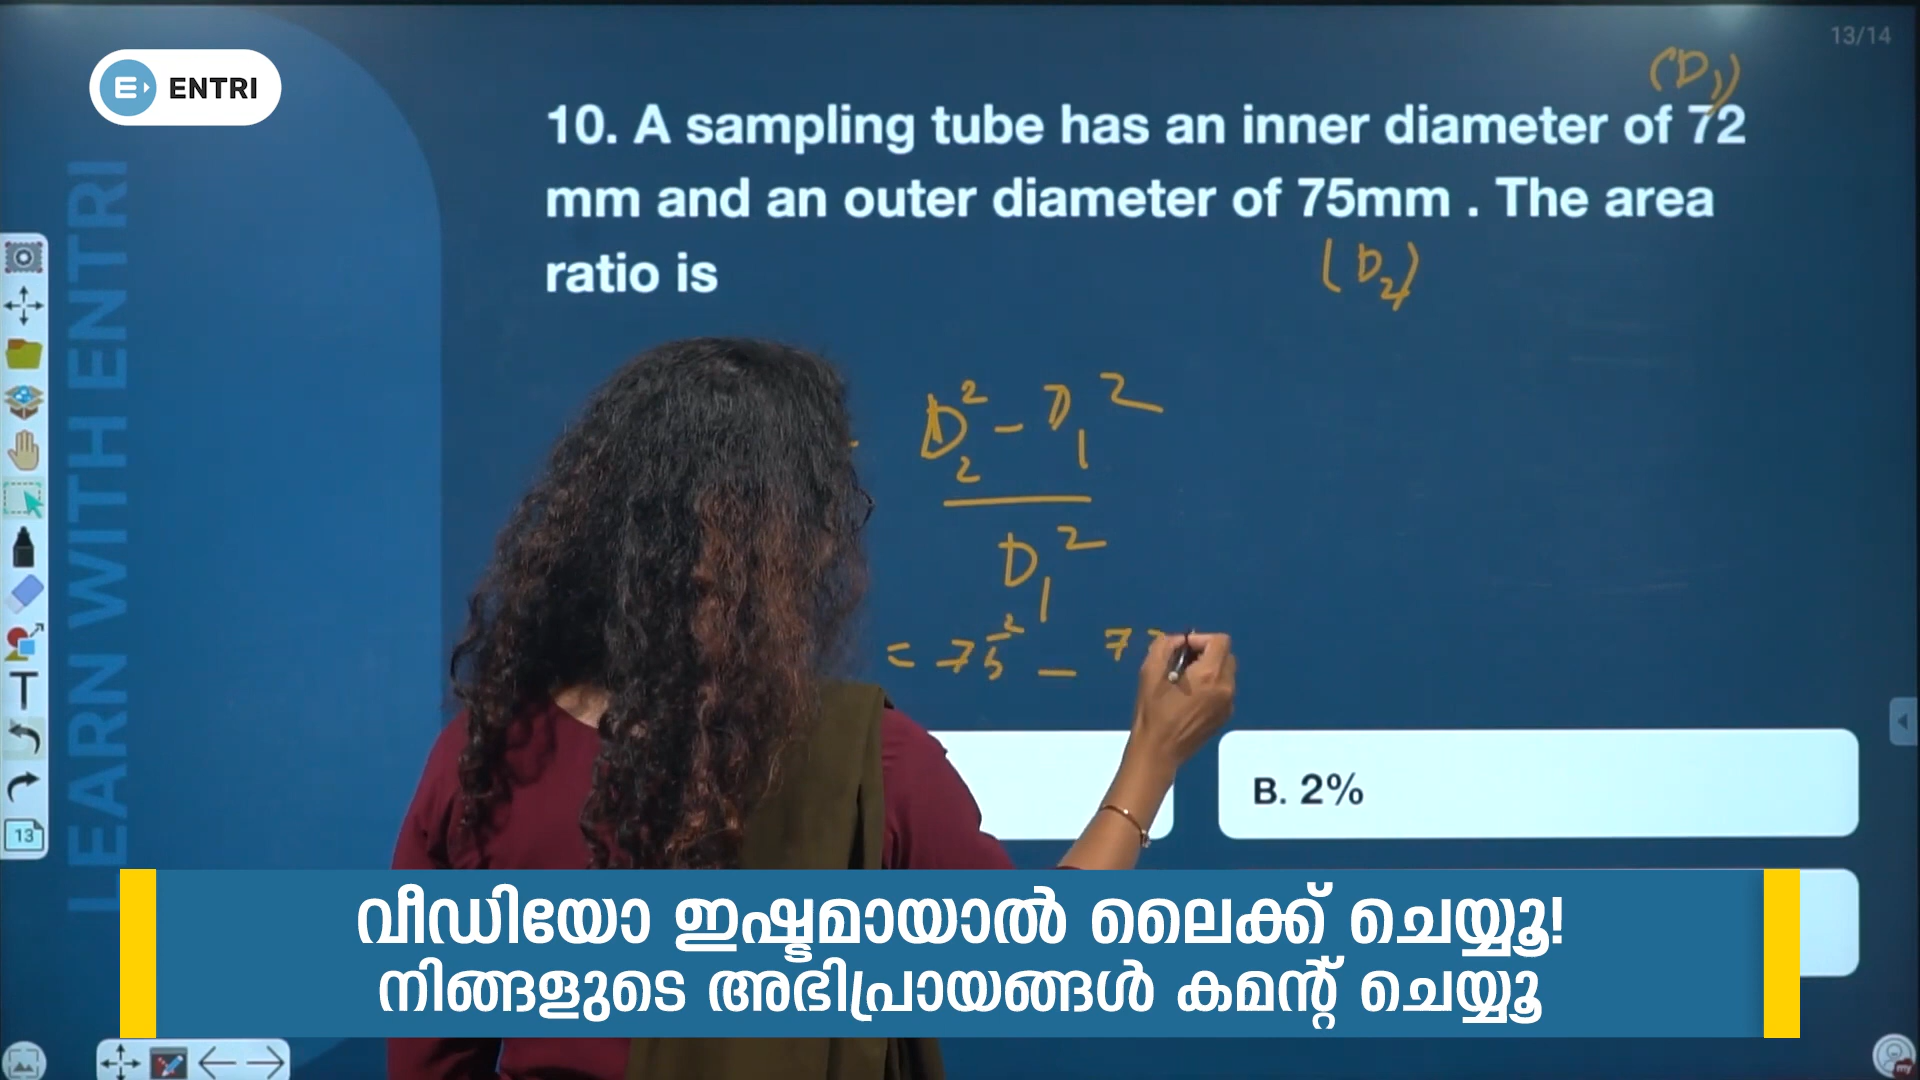 13/14
ENTRI
(D1)
10. A sampling tube has an inner diameter of 72
mm and an outer diameter of 75mm . The area
ratio is
(D2)
D2² - D1²
D1²
= 75² - 7
B. 2%
LEARN WITH ENTRI
T
13
വീഡിയോ ഇഷ്ടമായാൽ ലൈക്ക് ചെയ്യൂ!
നിങ്ങളുടെ അഭിപ്രായങ്ങൾ കമന്റ് ചെയ്യൂ
my